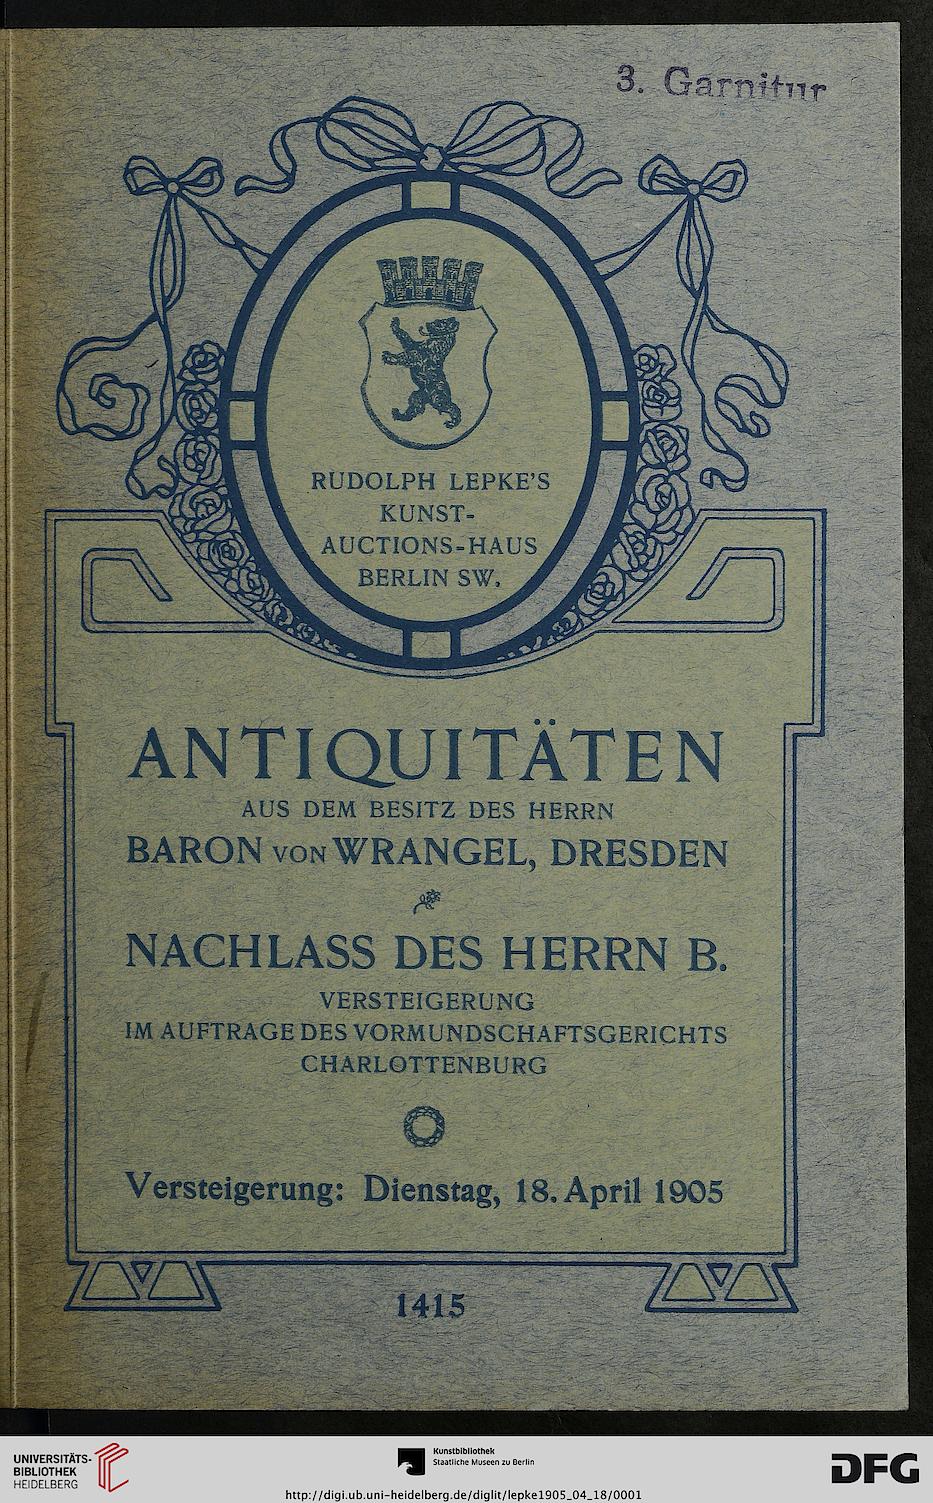 3. Garnitur
RUDOLPH LEPKE'S
KUNST-
AUCTIONS-HAUS
BERLIN SW.
ANTIQUITÄTEN
AUS DEM BESITZ DES HERRN
BARON VON WRANGEL, DRESDEN
NACHLASS DES HERRN B.
VERSTEIGERUNG
IM AUFTRAGE DES VORMUNDSCHAFTSGERICHTS
CHARLOTTENBURG
Versteigerung: Dienstag, 18. April 1905
1415
UNIVERSITÄTS-
BIBLIOTHEK
HEIDELBERG
Kunstbibliothek
Staatliche Museen zu Berlin
DFG
http://digi.ub.uni-heidelberg.de/diglit/lepke1905_04_18/0001